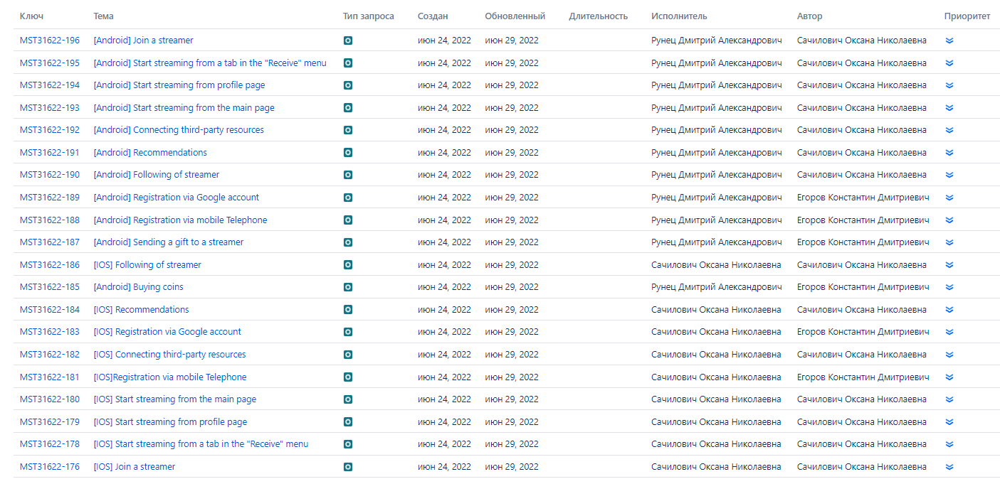 Ключ Тема Тип запроса Создан Обновленный Длительность Исполнитель Автор Приоритет
MST31622-196 [Android] Join a streamer июн 24, 2022 июн 29, 2022 Рунец Дмитрий Александрович Сачилович Оксана Николаевна
MST31622-195 [Android] Start streaming from a tab in the "Receive" menu июн 24, 2022 июн 29, 2022 Рунец Дмитрий Александрович Сачилович Оксана Николаевна
MST31622-194 [Android] Start streaming from profile page июн 24, 2022 июн 29, 2022 Рунец Дмитрий Александрович Сачилович Оксана Николаевна
MST31622-193 [Android] Start streaming from the main page июн 24, 2022 июн 29, 2022 Рунец Дмитрий Александрович Сачилович Оксана Николаевна
MST31622-192 [Android] Connecting third-party resources июн 24, 2022 июн 29, 2022 Рунец Дмитрий Александрович Сачилович Оксана Николаевна
MST31622-191 [Android] Recommendations июн 24, 2022 июн 29, 2022 Рунец Дмитрий Александрович Сачилович Оксана Николаевна
MST31622-190 [Android] Following of streamer июн 24, 2022 июн 29, 2022 Рунец Дмитрий Александрович Сачилович Оксана Николаевна
MST31622-189 [Android] Registration via Google account июн 24, 2022 июн 29, 2022 Рунец Дмитрий Александрович Егоров Константин Дмитриевич
MST31622-188 [Android] Registration via mobile Telephone июн 24, 2022 июн 29, 2022 Рунец Дмитрий Александрович Егоров Константин Дмитриевич
MST31622-187 [Android] Sending a gift to a streamer июн 24, 2022 июн 29, 2022 Рунец Дмитрий Александрович Егоров Константин Дмитриевич
MST31622-186 [IOS] Following of streamer июн 24, 2022 июн 29, 2022 Сачилович Оксана Николаевна Сачилович Оксана Николаевна
MST31622-185 [Android] Buying coins июн 24, 2022 июн 29, 2022 Рунец Дмитрий Александрович Егоров Константин Дмитриевич
MST31622-184 [IOS] Recommendations июн 24, 2022 июн 29, 2022 Сачилович Оксана Николаевна Сачилович Оксана Николаевна
MST31622-183 [IOS] Registration via Google account июн 24, 2022 июн 29, 2022 Сачилович Оксана Николаевна Егоров Константин Дмитриевич
MST31622-182 [IOS] Connecting third-party resources июн 24, 2022 июн 29, 2022 Сачилович Оксана Николаевна Сачилович Оксана Николаевна
MST31622-181 [IOS]Registration via mobile Telephone июн 24, 2022 июн 29, 2022 Сачилович Оксана Николаевна Егоров Константин Дмитриевич
MST31622-180 [IOS] Start streaming from the main page июн 24, 2022 июн 29, 2022 Сачилович Оксана Николаевна Сачилович Оксана Николаевна
MST31622-179 [IOS] Start streaming from profile page июн 24, 2022 июн 29, 2022 Сачилович Оксана Николаевна Сачилович Оксана Николаевна
MST31622-178 [IOS] Start streaming from a tab in the "Receive" menu июн 24, 2022 июн 29, 2022 Сачилович Оксана Николаевна Сачилович Оксана Николаевна
MST31622-176 [IOS] Join a streamer июн 24, 2022 июн 29, 2022 Сачилович Оксана Николаевна Сачилович Оксана Николаевна